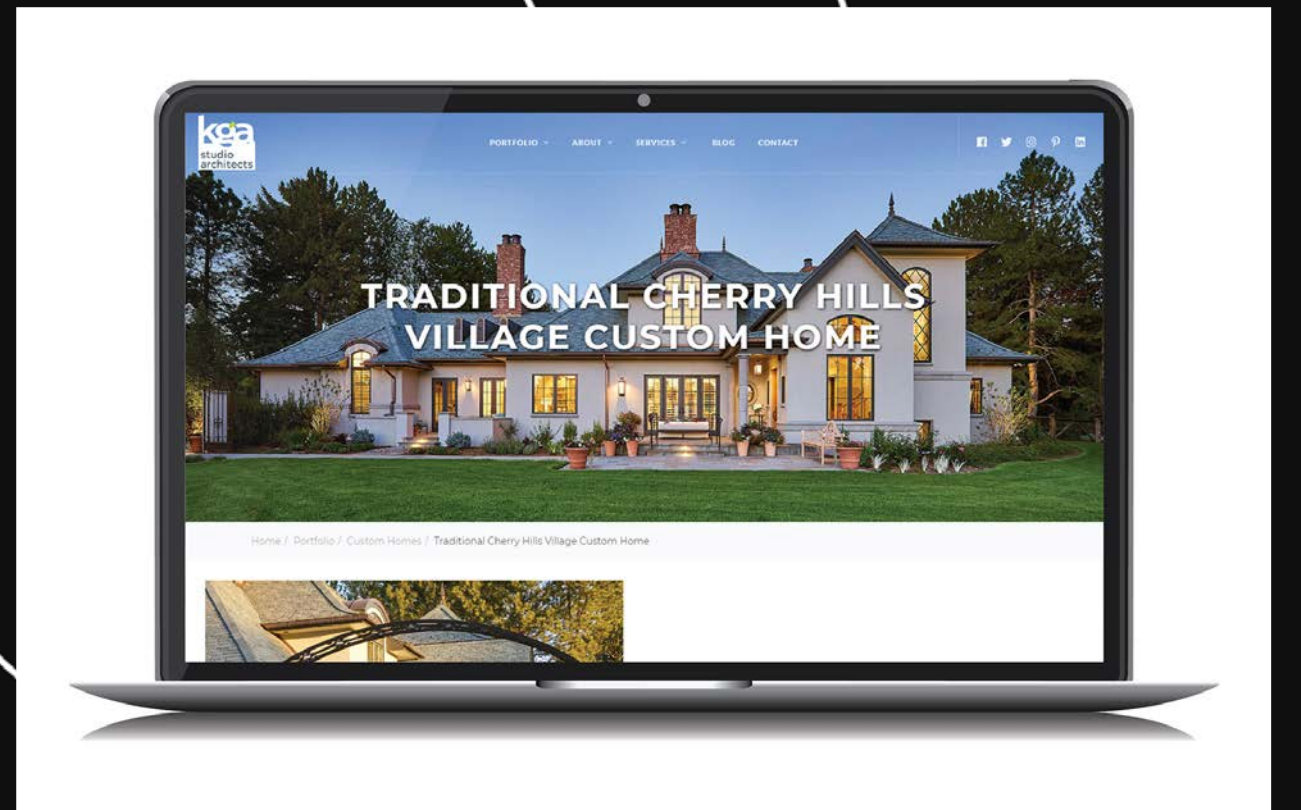 kga
studio
architects
PORTFOLIO
ABOUT
SERVICES
BLOG
CONTACT
TRADITIONAL CHERRY HILLS
VILLAGE CUSTOM HOME
Home / Portfolio / Custom Homes / Traditional Cherry Hills Village Custom Home